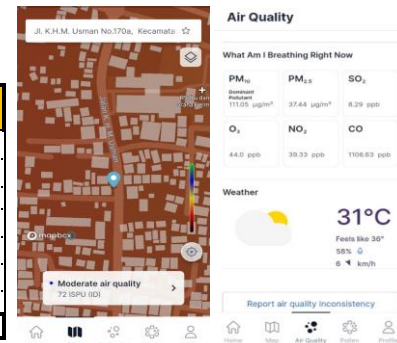 Jl. K.H.M. Usman No.170a, Kecamata
Jalan K.H.M. Usman
mapbox
Moderate air quality
72 ISPU (ID)
Air Quality
What Am I Breathing Right Now
PM₁₀
Dominant
Pollutant
111.05 µg/m³
PM₂.₅
37.44 µg/m³
SO₂
8.29 ppb
O₃
44.0 ppb
NO₂
39.33 ppb
CO
1106.63 ppb
Weather
31°C
Feels like 36°
58%
6 km/h
Report air quality inconsistency
Home
Map
Air Quality
Pollen
Profile